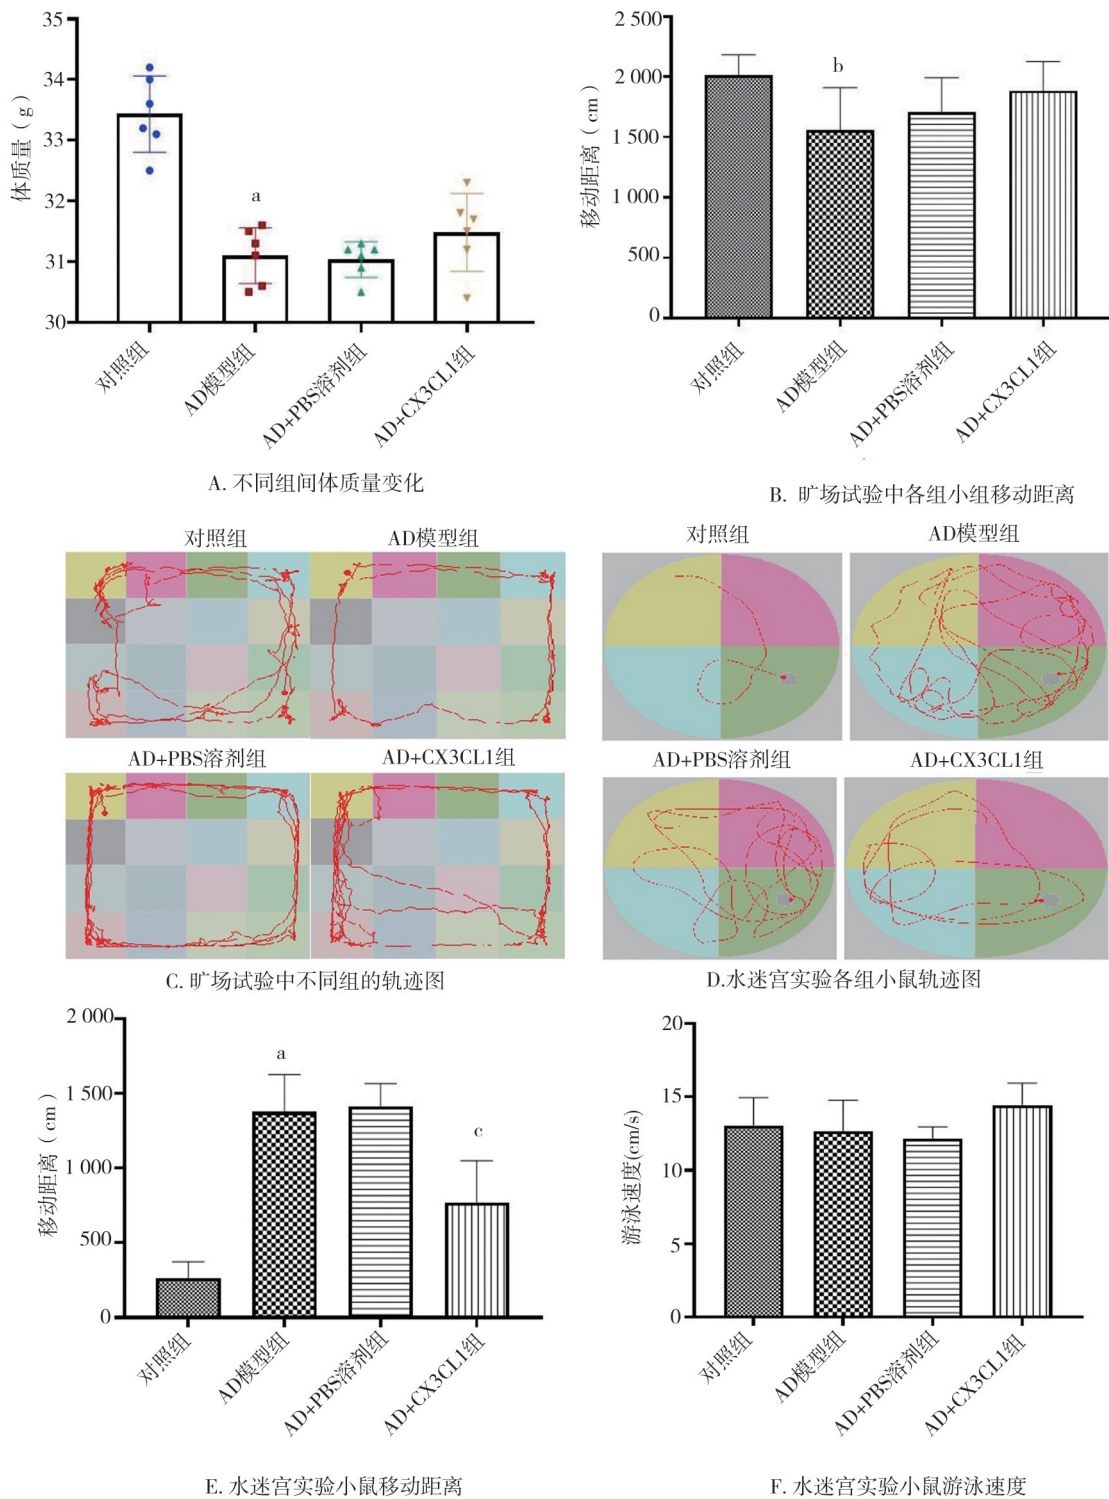 35
34
33
32
31
30
体质量（g）
a
对照组
AD模型组
AD+PBS溶剂组
AD+CX3CL1组
A. 不同组间体质量变化
2 500
2 000
1 500
1 000
500
0
移动距离（cm）
b
对照组
AD模型组
AD+PBS溶剂组
AD+CX3CL1组
B. 旷场试验中各组小组移动距离
对照组
AD模型组
AD+PBS溶剂组
AD+CX3CL1组
C. 旷场试验中不同组的轨迹图
对照组
AD模型组
AD+PBS溶剂组
AD+CX3CL1组
D.水迷宫实验各组小鼠轨迹图
2 000
1 500
1 000
500
0
移动距离（cm）
a
c
对照组
AD模型组
AD+PBS溶剂组
AD+CX3CL1组
E. 水迷宫实验小鼠移动距离
20
15
10
5
0
游泳速度(cm/s)
对照组
AD模型组
AD+PBS溶剂组
AD+CX3CL1组
F. 水迷宫实验小鼠游泳速度